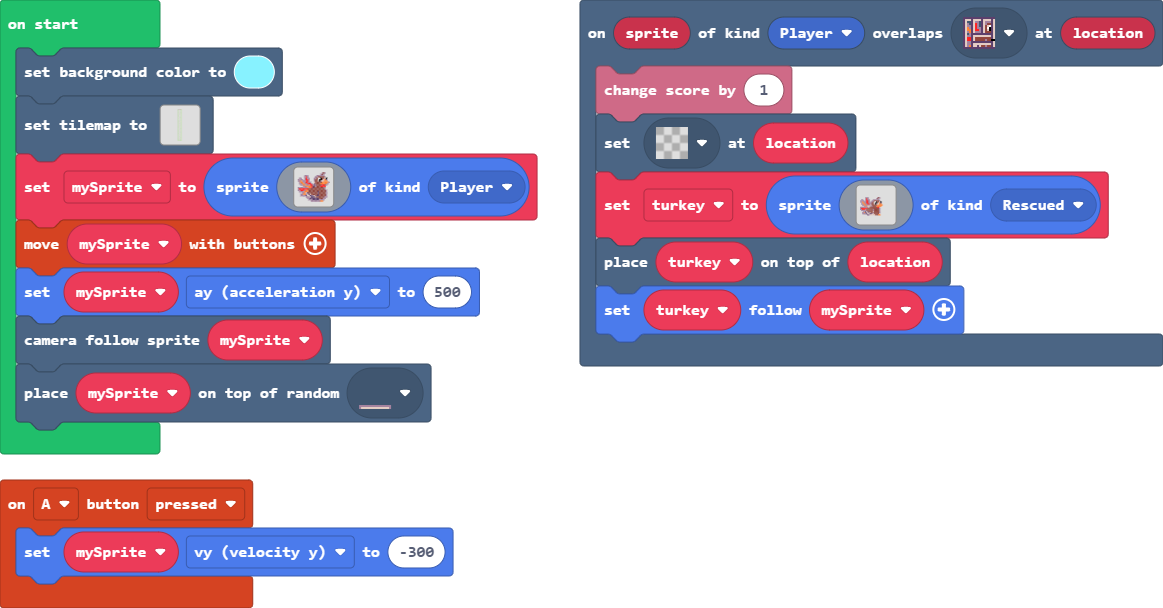 on start
set background color to
set tilemap to
set mySprite to sprite of kind Player
move mySprite with buttons
set mySprite ay (acceleration y) to 500
camera follow sprite mySprite
place mySprite on top of random
on A button pressed
set mySprite vy (velocity y) to -300
on sprite of kind Player overlaps at location
change score by 1
set at location
set turkey to sprite of kind Rescued
place turkey on top of location
set turkey follow mySprite